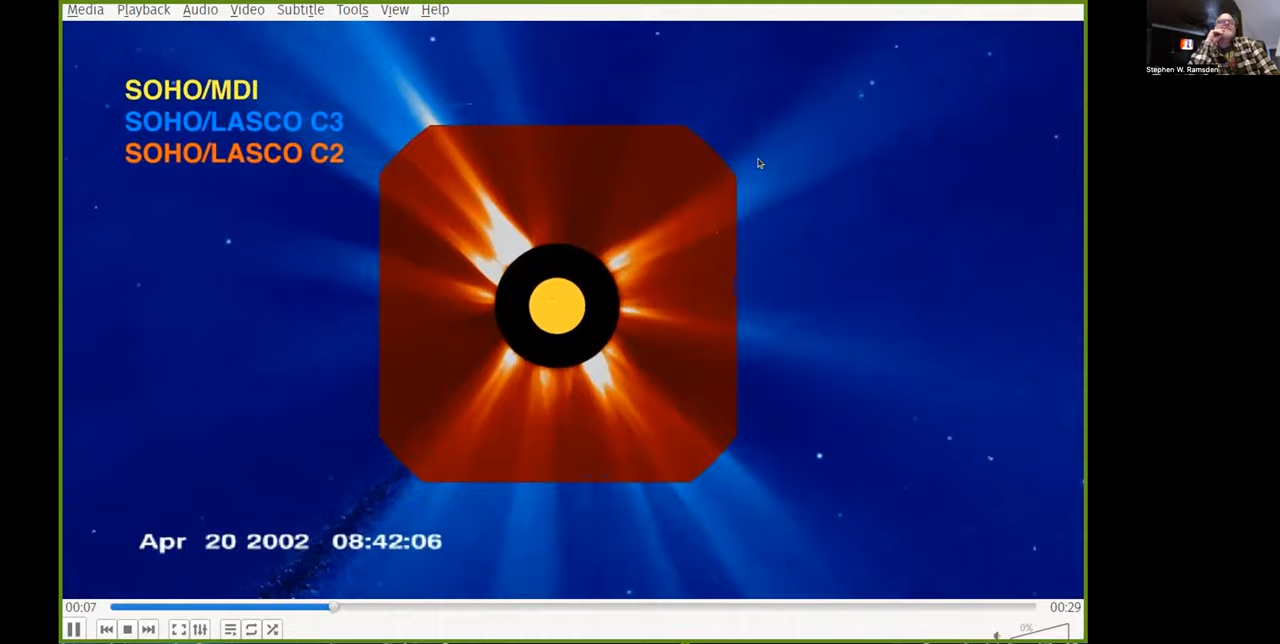 Media Playback Audio Video Subtitle Tools View Help
Stephen W. Ramsden
SOHO/MDI
SOHO/LASCO C3
SOHO/LASCO C2
Apr 20 2002 08:42:06
00:07 00:29
0%